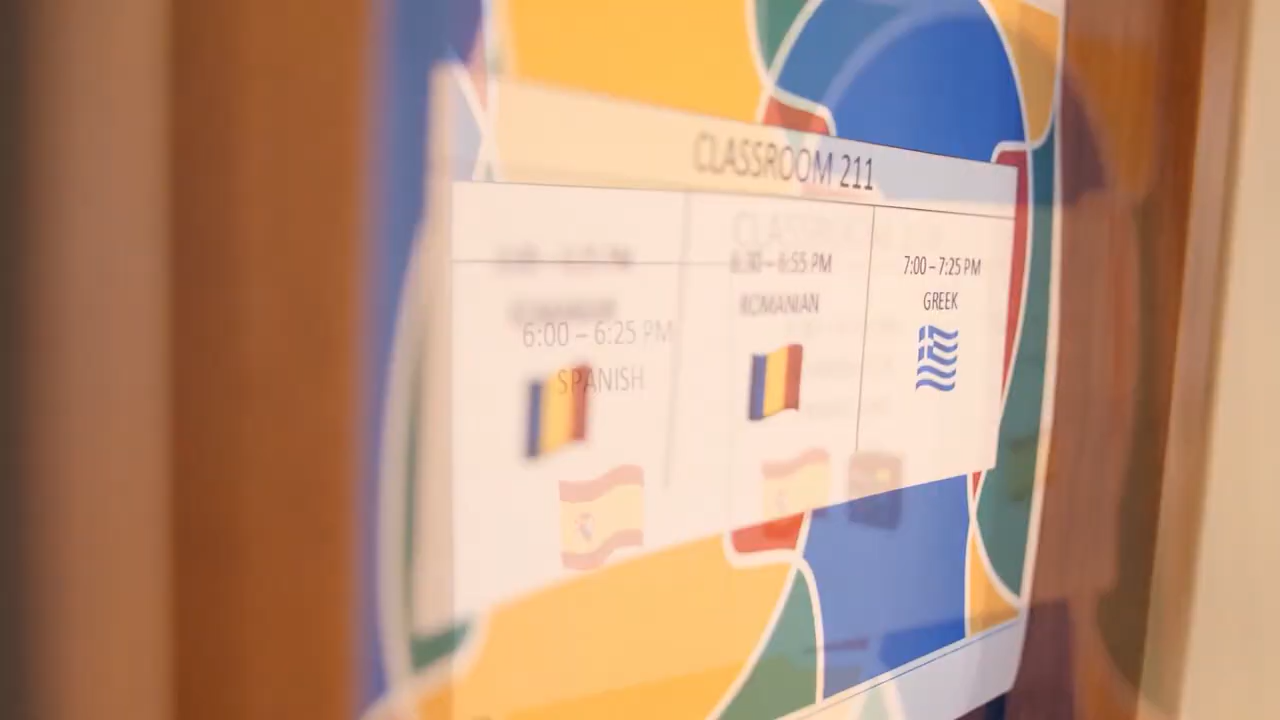 CLASSROOM 211
6:30 – 6:55 PM
ROMANIAN
7:00 – 7:25 PM
GREEK
6:00 – 6:25 PM
SPANISH